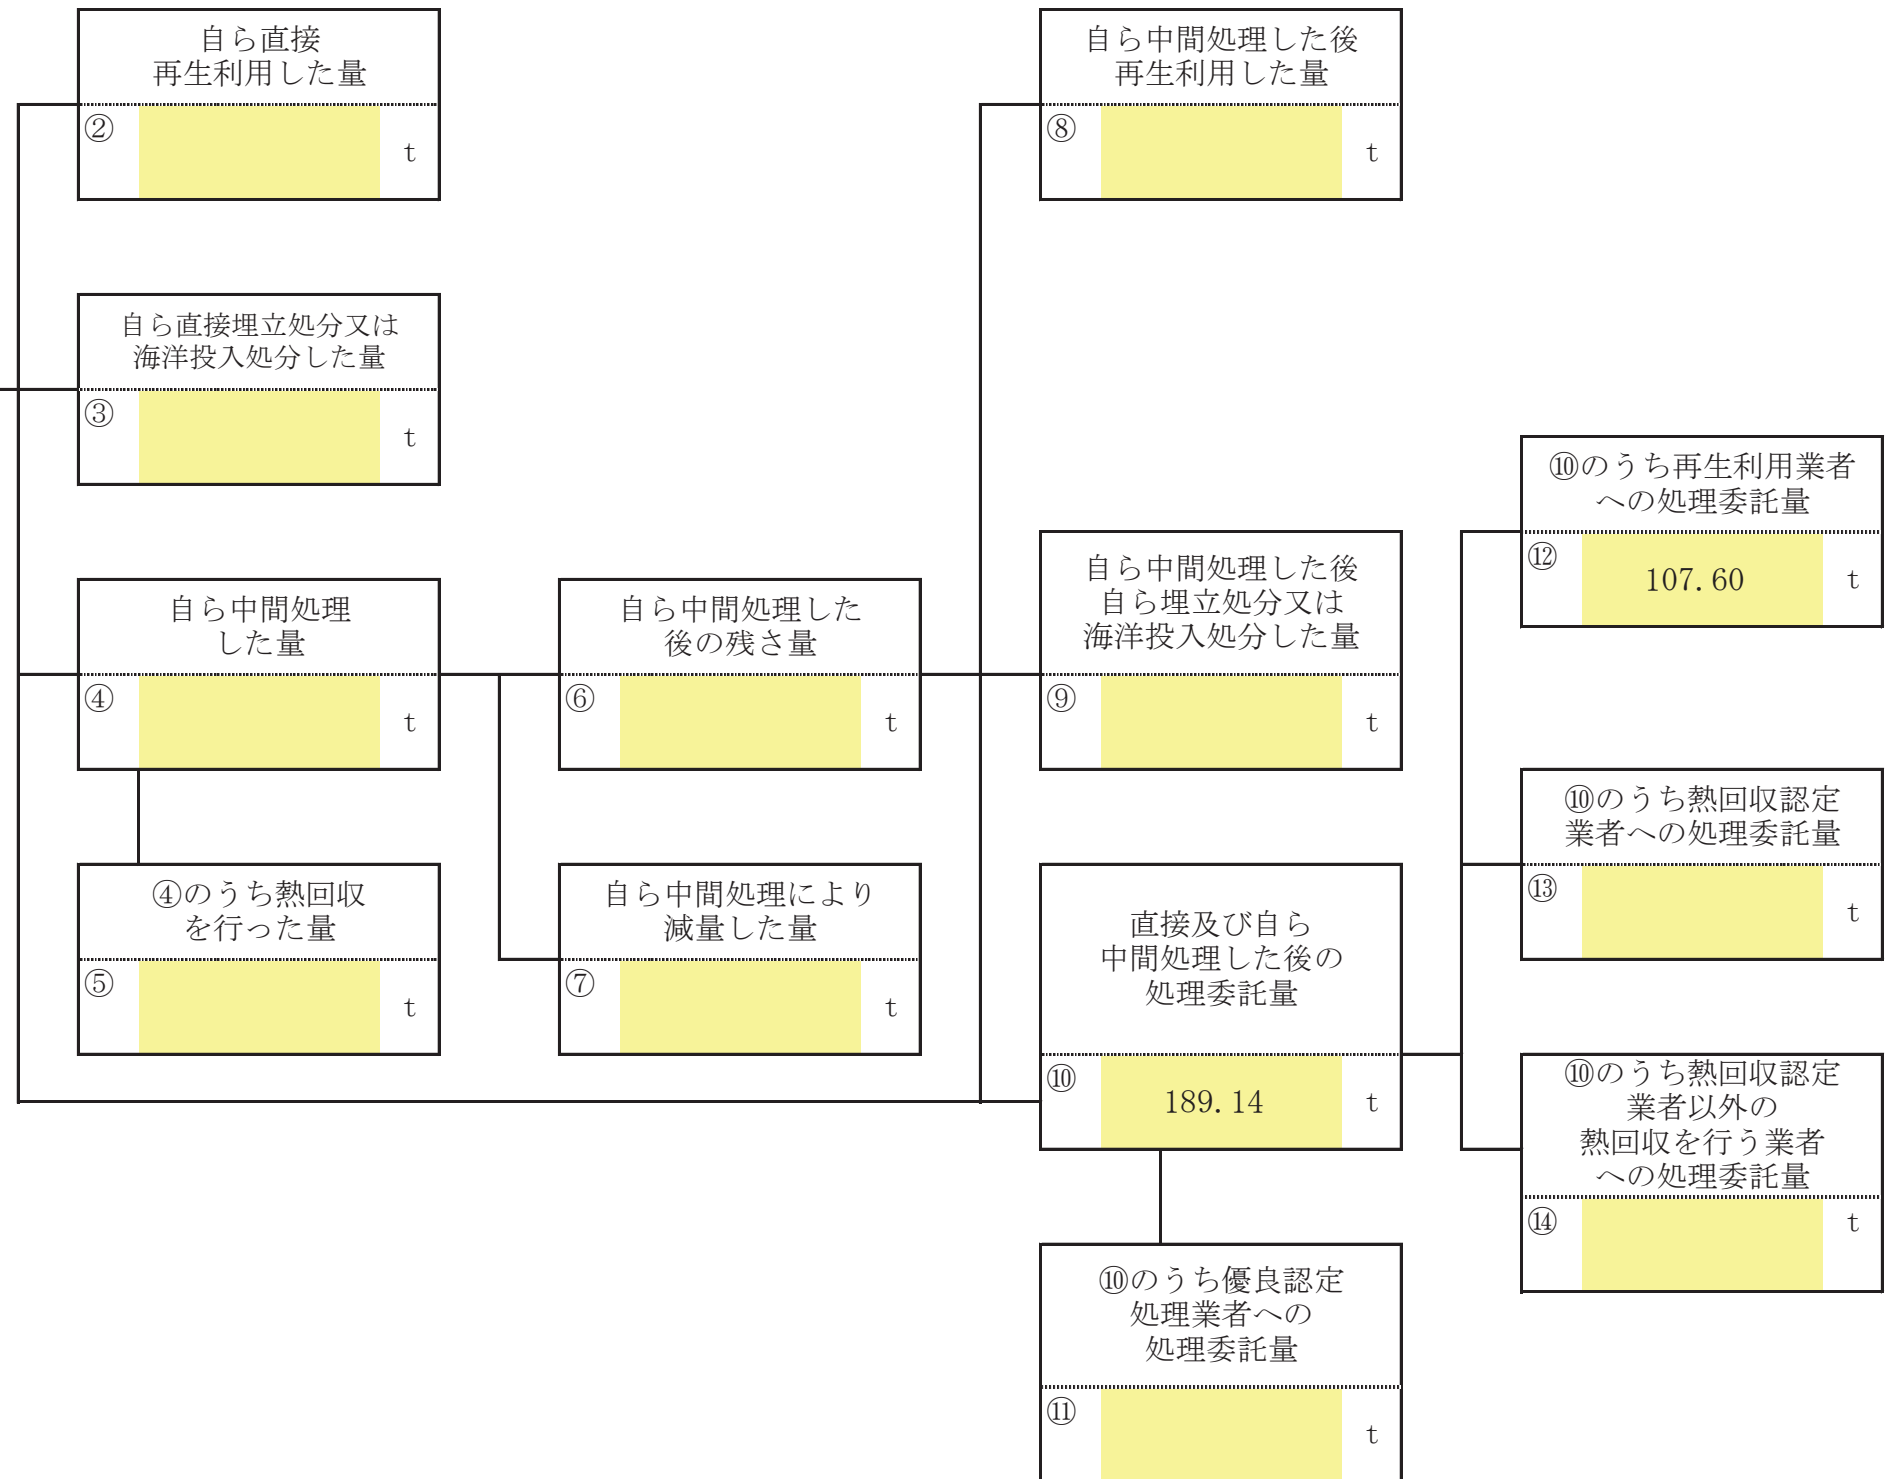 自ら直接
再生利用した量
②
t
自ら直接埋立処分又は
海洋投入処分した量
③
t
自ら中間処理
した量
④
t
④のうち熱回収
を行った量
⑤
t
自ら中間処理した
後の残さ量
⑥
t
自ら中間処理により
減量した量
⑦
t
自ら中間処理した後
再生利用した量
⑧
t
自ら中間処理した後
自ら埋立処分又は
海洋投入処分した量
⑨
t
直接及び自ら
中間処理した後の
処理委託量
⑩ 189.14 t
⑩のうち優良認定
処理業者への
処理委託量
⑪
t
⑩のうち再生利用業者
への処理委託量
⑫ 107.60 t
⑩のうち熱回収認定
業者への処理委託量
⑬
t
⑩のうち熱回収認定
業者以外の
熱回収を行う業者
への処理委託量
⑭
t